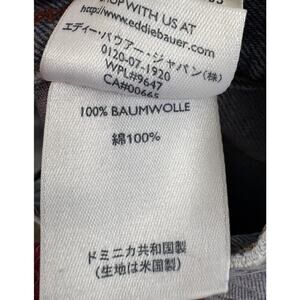 SHOP WITH US AT
http://www.eddiebauer.com
エディー・バウアー・ジャパン(株)
0120-07-1920
WPL#9647
CA#00665
100% BAUMWOLLE
綿100%
ドミニカ共和国製
(生地は米国製)